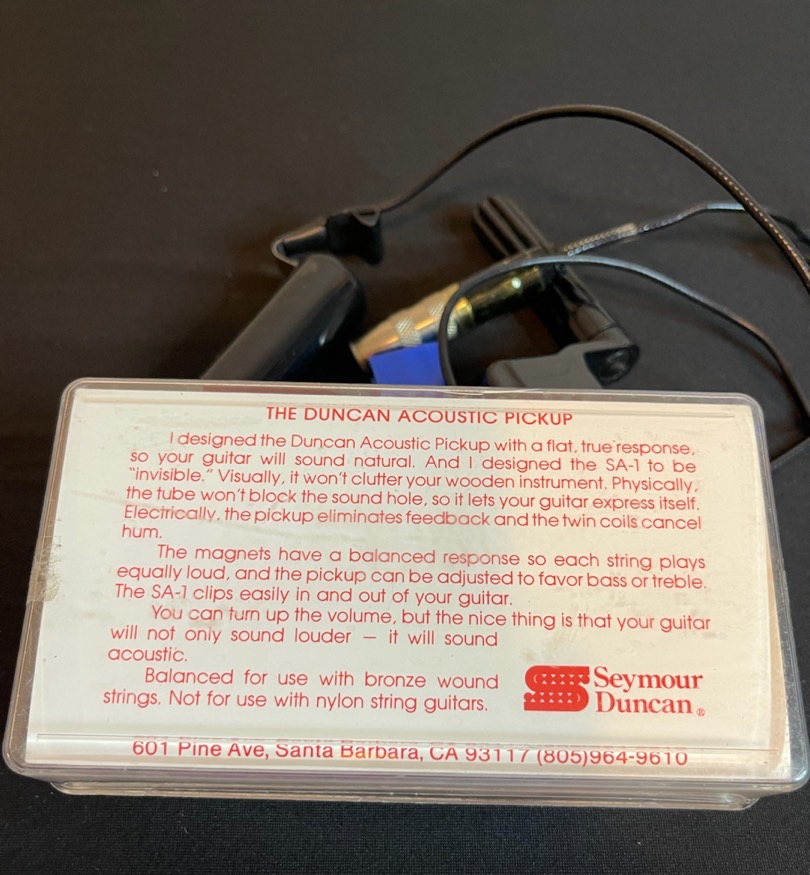 THE DUNCAN ACOUSTIC PICKUP
I designed the Duncan Acoustic Pickup with a flat, true response,
so your guitar will sound natural. And I designed the SA-1 to be
"invisible." Visually, it won't clutter your wooden instrument. Physically,
the tube won't block the sound hole, so it lets your guitar express itself.
Electrically, the pickup eliminates feedback and the twin coils cancel
hum.
The magnets have a balanced response so each string plays
equally loud, and the pickup can be adjusted to favor bass or treble.
The SA-1 clips easily in and out of your guitar.
You can turn up the volume, but the nice thing is that your guitar
will not only sound louder — it will sound
acoustic.
Balanced for use with bronze wound
strings. Not for use with nylon string guitars.
Seymour
Duncan®
601 Pine Ave, Santa Barbara, CA 93117 (805)964-9610